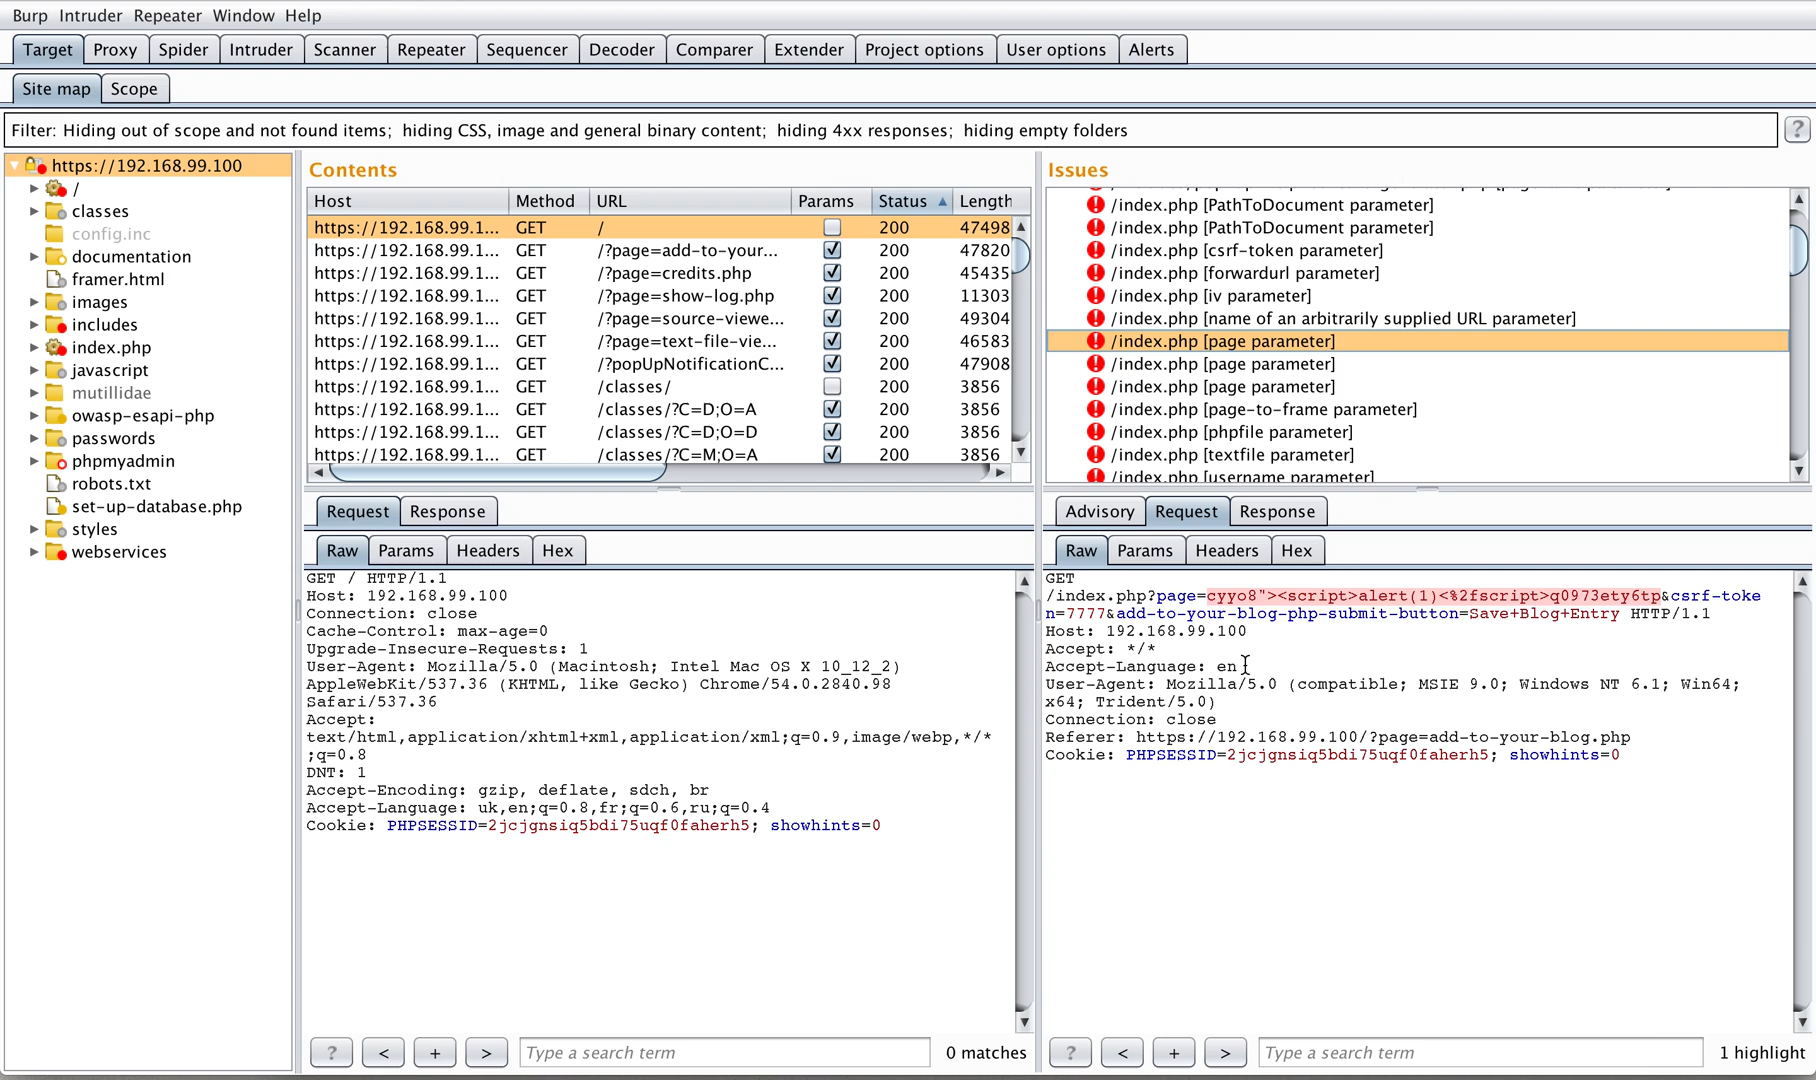 Burp Intruder Repeater Window Help
Target Proxy Spider Intruder Scanner Repeater Sequencer Decoder Comparer Extender Project options User options Alerts
Site map Scope
Filter: Hiding out of scope and not found items; hiding CSS, image and general binary content; hiding 4xx responses; hiding empty folders ?
https://192.168.99.100
/
classes
config.inc
documentation
framer.html
images
includes
index.php
javascript
mutillidae
owasp-esapi-php
passwords
phpmyadmin
robots.txt
set-up-database.php
styles
webservices
Contents
Host Method URL Params Status Length
https://192.168.99.1... GET / 200 47498
https://192.168.99.1... GET /?page=add-to-your... 200 47820
https://192.168.99.1... GET /?page=credits.php 200 45435
https://192.168.99.1... GET /?page=show-log.php 200 11303
https://192.168.99.1... GET /?page=source-viewe... 200 49304
https://192.168.99.1... GET /?page=text-file-vie... 200 46583
https://192.168.99.1... GET /?popUpNotificationC... 200 47908
https://192.168.99.1... GET /classes/ 200 3856
https://192.168.99.1... GET /classes/?C=D;O=A 200 3856
https://192.168.99.1... GET /classes/?C=D;O=D 200 3856
https://192.168.99.1... GET /classes/?C=M;O=A 200 3856
Request Response
Raw Params Headers Hex
GET / HTTP/1.1
Host: 192.168.99.100
Connection: close
Cache-Control: max-age=0
Upgrade-Insecure-Requests: 1
User-Agent: Mozilla/5.0 (Macintosh; Intel Mac OS X 10_12_2)
AppleWebKit/537.36 (KHTML, like Gecko) Chrome/54.0.2840.98
Safari/537.36
Accept:
text/html,application/xhtml+xml,application/xml;q=0.9,image/webp,*/*
;q=0.8
DNT: 1
Accept-Encoding: gzip, deflate, sdch, br
Accept-Language: uk,en;q=0.8,fr;q=0.6,ru;q=0.4
Cookie: PHPSESSID=2jcjgnsiq5bdi75uqf0faherh5; showhints=0
? < + > Type a search term 0 matches
Issues
/index.php [PathToDocument parameter]
/index.php [PathToDocument parameter]
/index.php [csrf-token parameter]
/index.php [forwardurl parameter]
/index.php [iv parameter]
/index.php [name of an arbitrarily supplied URL parameter]
/index.php [page parameter]
/index.php [page parameter]
/index.php [page parameter]
/index.php [page-to-frame parameter]
/index.php [phpfile parameter]
/index.php [textfile parameter]
/index.php [username parameter]
Advisory Request Response
Raw Params Headers Hex
GET
/index.php?page=cyyo8"><script>alert(1)<%2fscript>q0973ety6tp&csrf-toke
n=7777&add-to-your-blog-php-submit-button=Save+Blog+Entry HTTP/1.1
Host: 192.168.99.100
Accept: */*
Accept-Language: en
User-Agent: Mozilla/5.0 (compatible; MSIE 9.0; Windows NT 6.1; Win64;
x64; Trident/5.0)
Connection: close
Referer: https://192.168.99.100/?page=add-to-your-blog.php
Cookie: PHPSESSID=2jcjgnsiq5bdi75uqf0faherh5; showhints=0
? < + > Type a search term 1 highlight